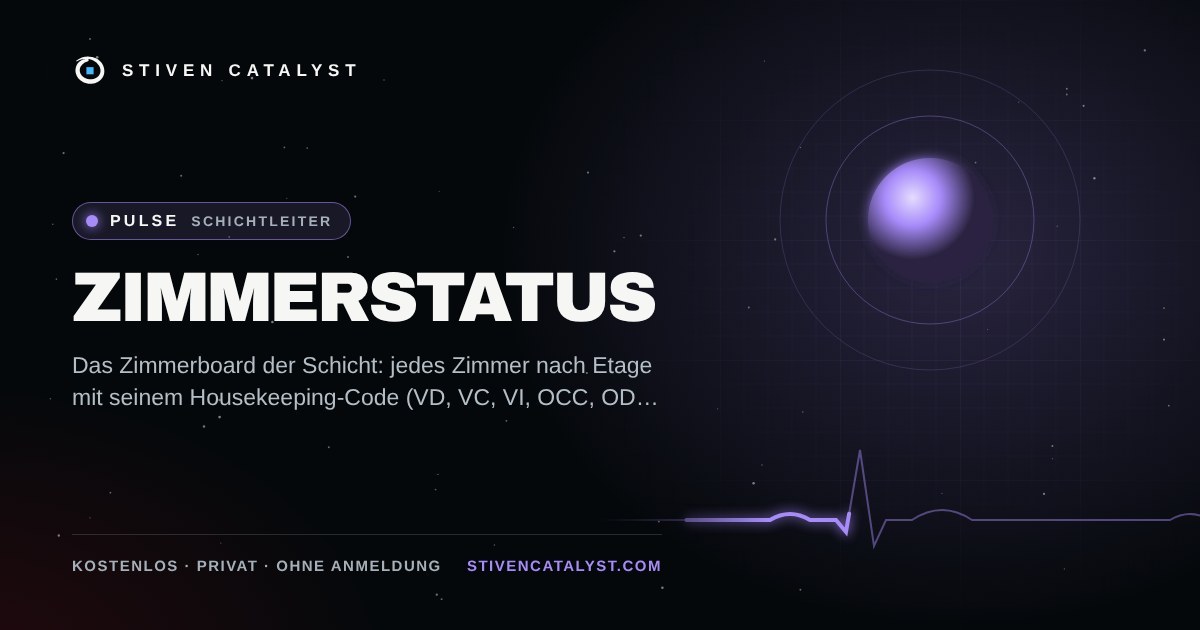 STIVEN CATALYST
PULSE SCHICHTLEITER
ZIMMERSTATUS
Das Zimmerboard der Schicht: jedes Zimmer nach Etage
mit seinem Housekeeping-Code (VD, VC, VI, OCC, OD…
KOSTENLOS · PRIVAT · OHNE ANMELDUNG STIVENCATALYST.COM